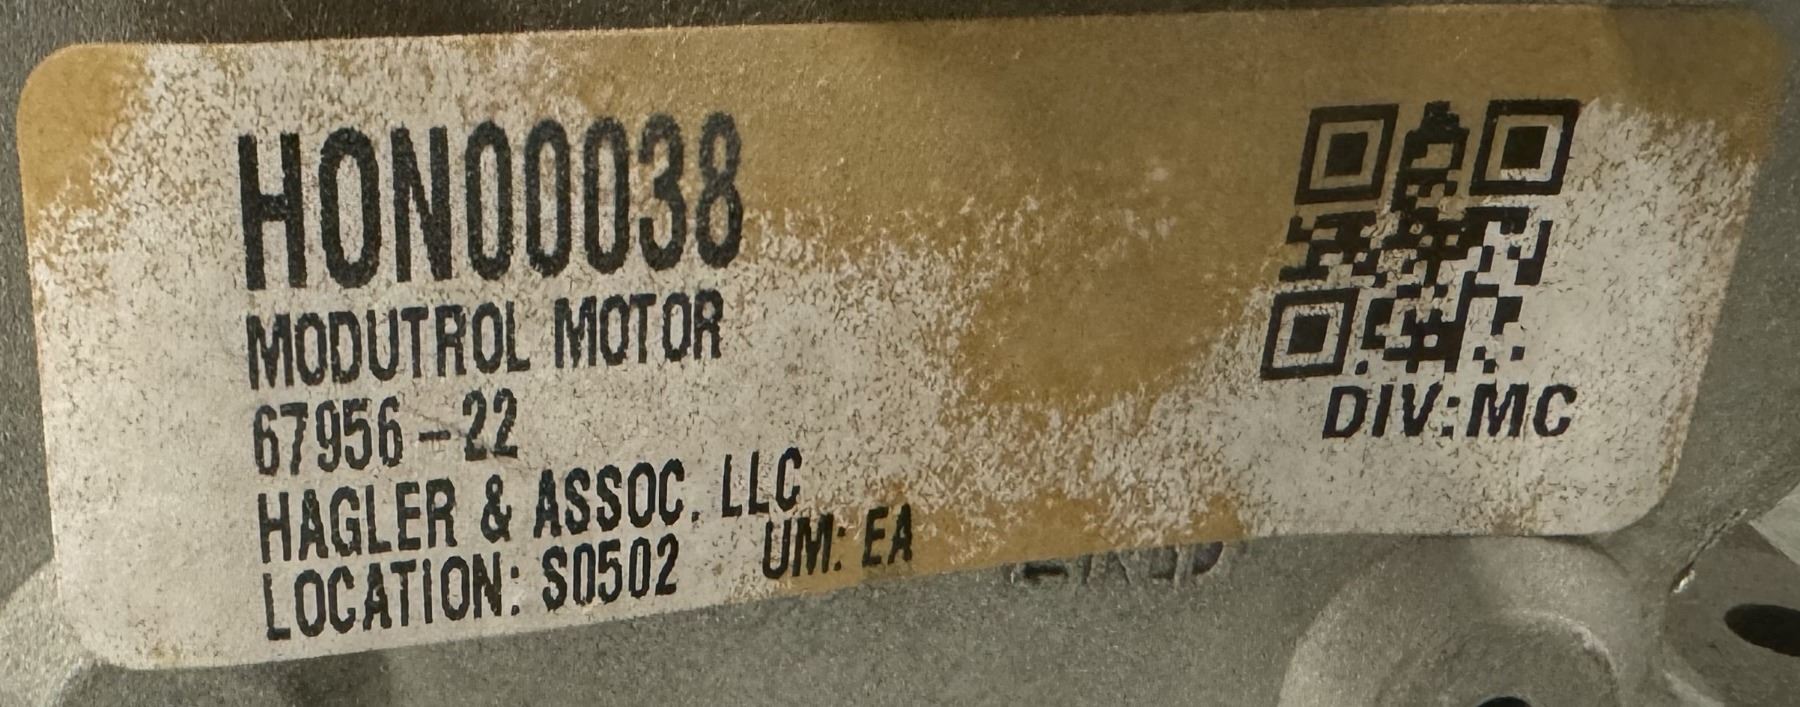 HON00038
MODUTROL MOTOR
67956-22
HAGLER & ASSOC. LLC
LOCATION: S0502 UM: EA
DIV:MC